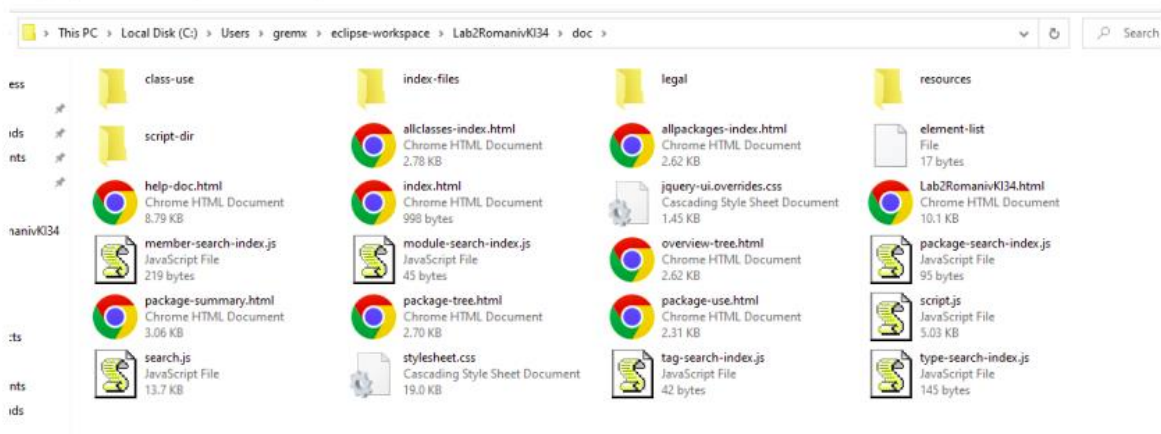 This PC > Local Disk (C:) > Users > gremx > eclipse-workspace > Lab2RomanivKI34 > doc >
Search
ess
class-use
index-files
legal
resources
ids
script-dir
allclasses-index.html
Chrome HTML Document
2.78 KB
allpackages-index.html
Chrome HTML Document
2.62 KB
element-list
File
17 bytes
nts
help-doc.html
Chrome HTML Document
8.79 KB
index.html
Chrome HTML Document
998 bytes
jquery-ui.overrides.css
Cascading Style Sheet Document
1.45 KB
Lab2RomanivKI34.html
Chrome HTML Document
10.1 KB
nanivKI34
member-search-index.js
JavaScript File
219 bytes
module-search-index.js
JavaScript File
45 bytes
overview-tree.html
Chrome HTML Document
2.62 KB
package-search-index.js
JavaScript File
95 bytes
package-summary.html
Chrome HTML Document
3.06 KB
package-tree.html
Chrome HTML Document
2.70 KB
package-use.html
Chrome HTML Document
2.31 KB
script.js
JavaScript File
5.03 KB
cts
search.js
JavaScript File
13.7 KB
stylesheet.css
Cascading Style Sheet Document
19.0 KB
tag-search-index.js
JavaScript File
42 bytes
type-search-index.js
JavaScript File
145 bytes
nts
ids